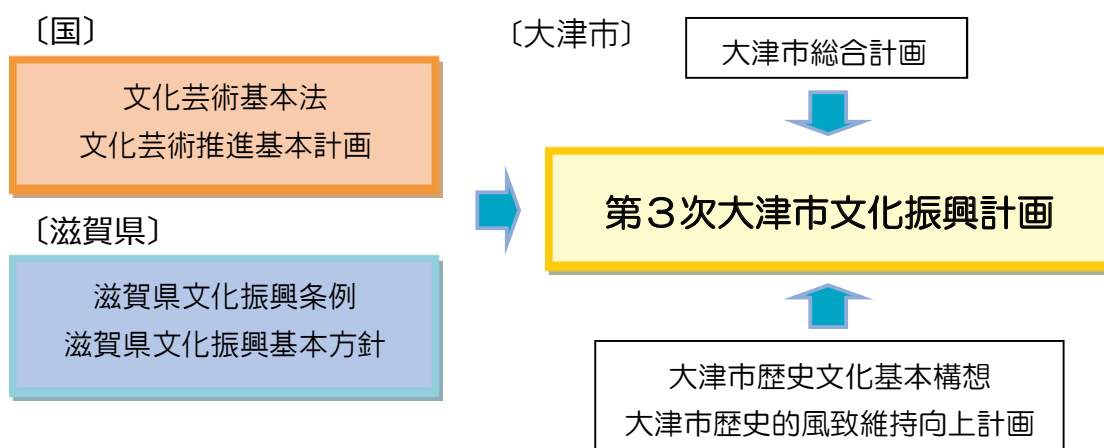 〔国〕
文化芸術基本法
文化芸術推進基本計画
〔滋賀県〕
滋賀県文化振興条例
滋賀県文化振興基本方針
〔大津市〕
大津市総合計画
第３次大津市文化振興計画
大津市歴史文化基本構想
大津市歴史的風致維持向上計画